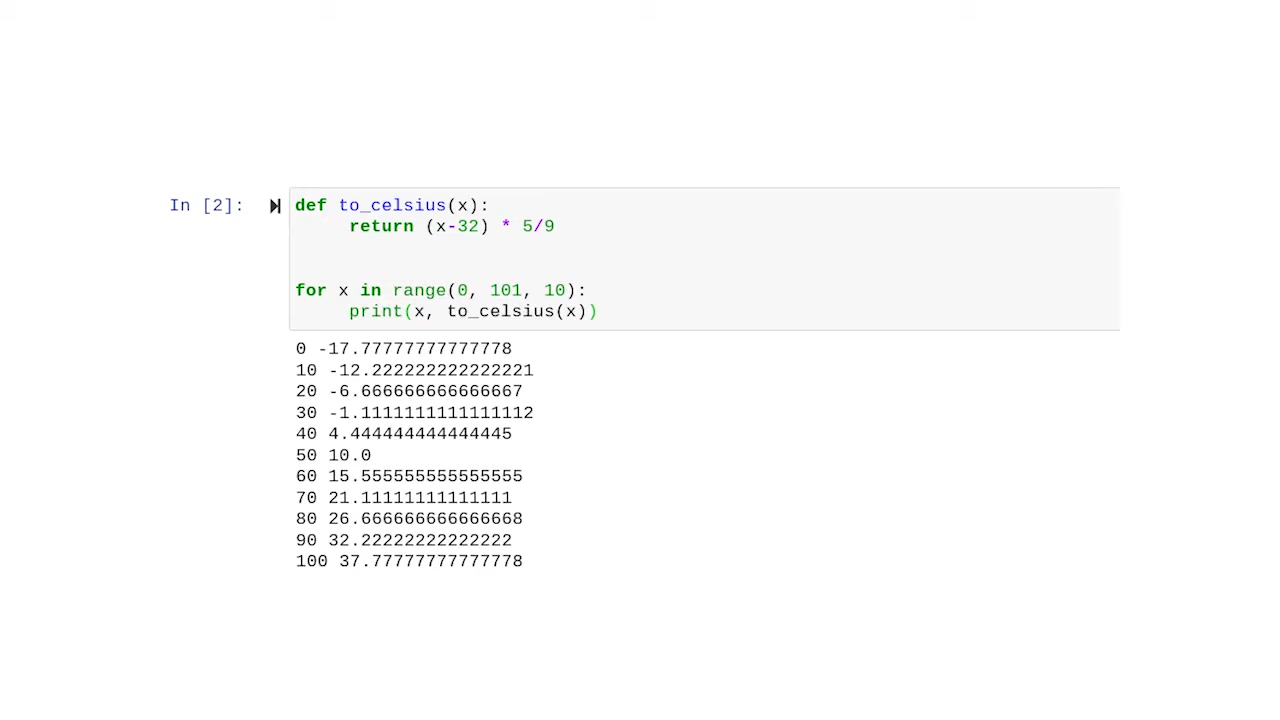 In [2]:
def to_celsius(x):
     return (x-32) * 5/9
for x in range(0, 101, 10):
     print(x, to_celsius(x))
0 -17.77777777777778
10 -12.222222222222221
20 -6.666666666666667
30 -1.1111111111111112
40 4.444444444444445
50 10.0
60 15.555555555555555
70 21.11111111111111
80 26.666666666666668
90 32.22222222222222
100 37.77777777777778